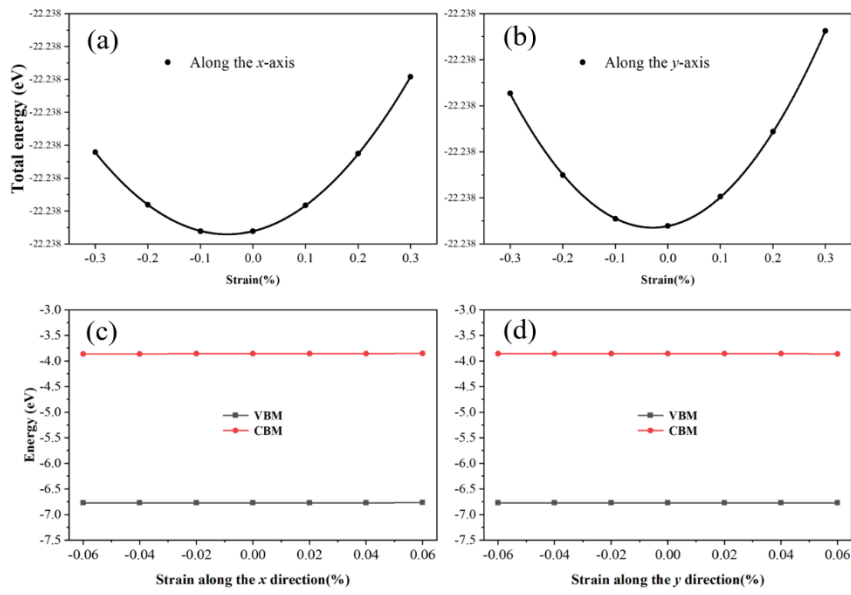 (a)
Along the x-axis
Total energy (eV)
-22.238
-22.238
-22.238
-22.238
-22.238
-22.238
-22.238
-22.238
-0.3 -0.2 -0.1 0.0 0.1 0.2 0.3
Strain(%)
(b)
Along the y-axis
-22.238
-22.238
-22.238
-22.238
-22.238
-22.238
-0.3 -0.2 -0.1 0.0 0.1 0.2 0.3
Strain(%)
(c)
VBM
CBM
Energy (eV)
-3.0
-3.5
-4.0
-4.5
-5.0
-5.5
-6.0
-6.5
-7.0
-7.5
-0.06 -0.04 -0.02 0.00 0.02 0.04 0.06
Strain along the x direction(%)
(d)
VBM
CBM
-3.0
-3.5
-4.0
-4.5
-5.0
-5.5
-6.0
-6.5
-7.0
-7.5
-0.06 -0.04 -0.02 0.00 0.02 0.04 0.06
Strain along the y direction(%)